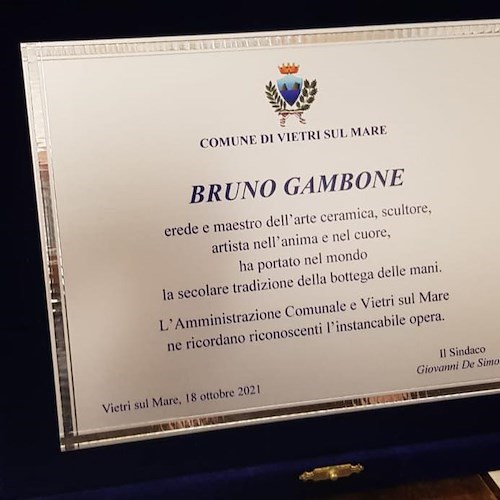 COMUNE DI VIETRI SUL MARE
BRUNO GAMBONE
erede e maestro dell'arte ceramica, scultore,
artista nell'anima e nel cuore,
ha portato nel mondo
la secolare tradizione della bottega delle mani.
L'Amministrazione Comunale e Vietri sul Mare
ne ricordano riconoscenti l'instancabile opera.
Il Sindaco
Giovanni De Simo
Vietri sul Mare, 18 ottobre 2021